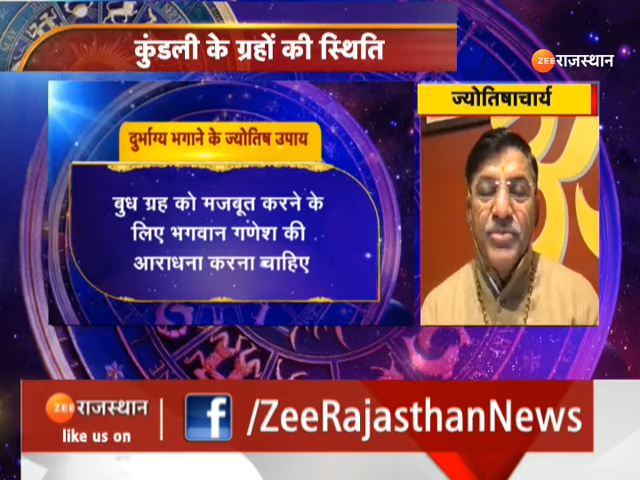 कुंडली के ग्रहों की स्थिति
ZEE राजस्थान
ज्योतिषाचार्य
दुर्भाग्य भगाने के ज्योतिष उपाय
बुध ग्रह को मजबूत करने के
लिए भगवान गणेश की
आराधना करना चाहिए
ZEE राजस्थान
like us on
f /ZeeRajasthanNews